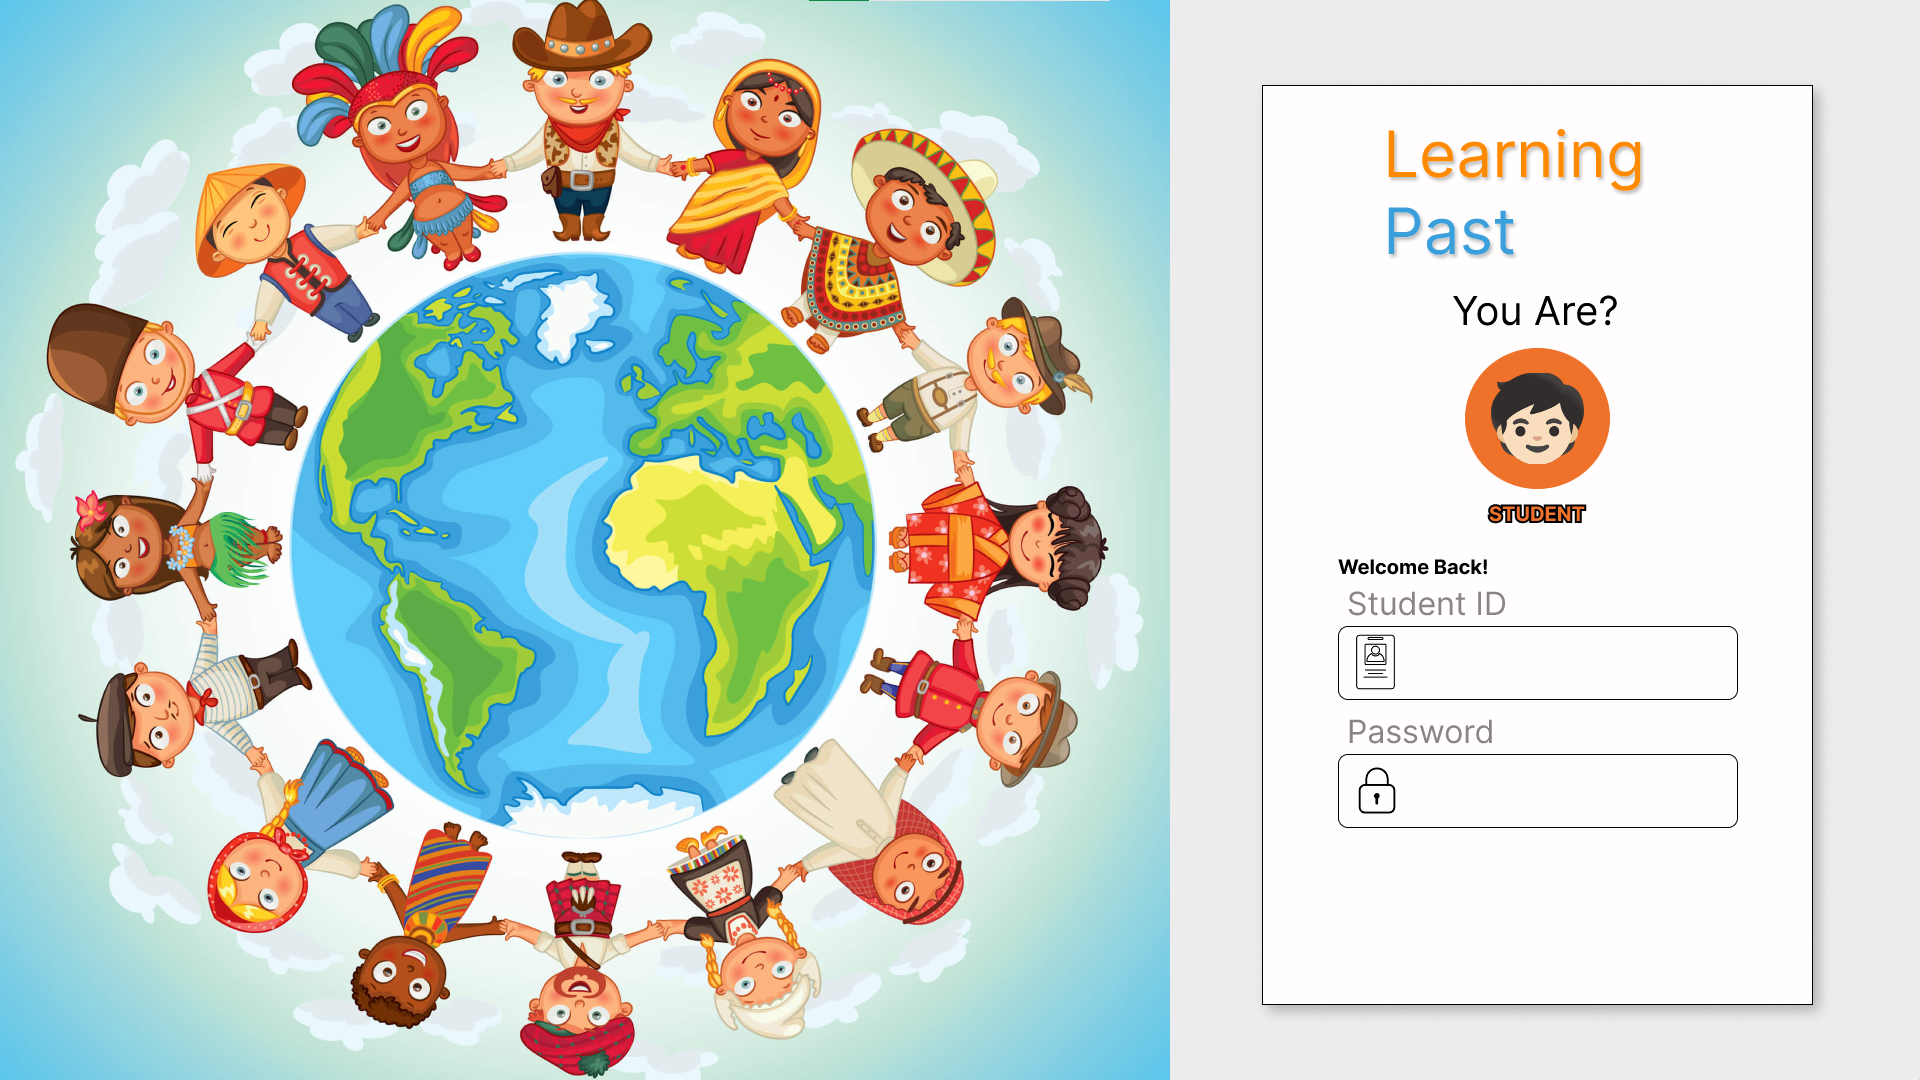 Learning
Past
You Are?
STUDENT
Welcome Back!
Student ID
Password